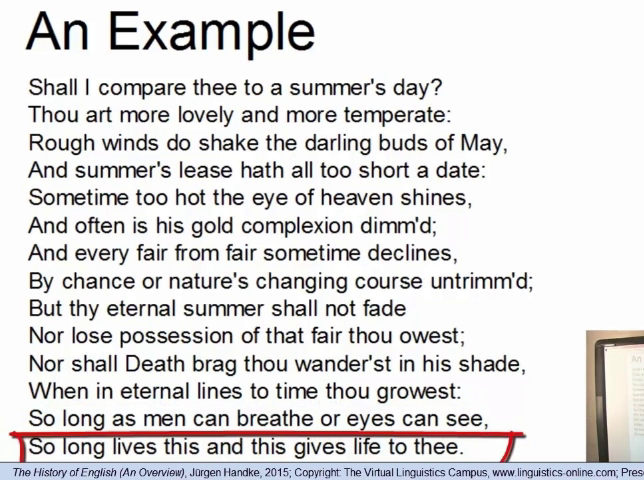 An Example
Shall I compare thee to a summer's day?
Thou art more lovely and more temperate:
Rough winds do shake the darling buds of May,
And summer's lease hath all too short a date:
Sometime too hot the eye of heaven shines,
And often is his gold complexion dimm'd;
And every fair from fair sometime declines,
By chance or nature's changing course untrimm'd;
But thy eternal summer shall not fade
Nor lose possession of that fair thou owest;
Nor shall Death brag thou wander'st in his shade,
When in eternal lines to time thou growest:
So long as men can breathe or eyes can see,
So long lives this and this gives life to thee.
The History of English (An Overview), Jürgen Handke, 2015; Copyright: The Virtual Linguistics Campus, www.linguistics-online.com; Prese